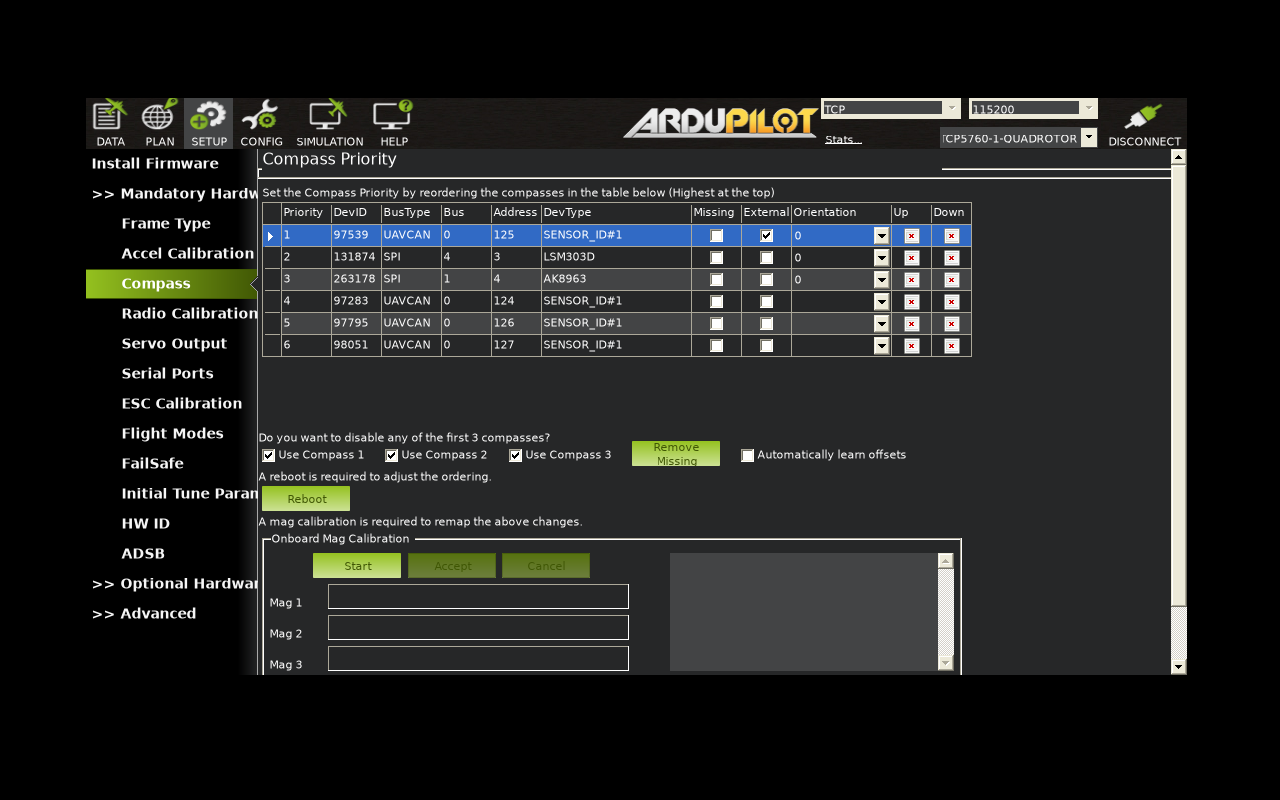 DATA PLAN SETUP CONFIG SIMULATION HELP
ARDUPILOT
TCP 115200
Stats... TCP5760-1-QUADROTOR DISCONNECT
Install Firmware
>> Mandatory Hardw
Frame Type
Accel Calibration
Compass
Radio Calibration
Servo Output
Serial Ports
ESC Calibration
Flight Modes
FailSafe
Initial Tune Param
HW ID
ADSB
>> Optional Hardwar
>> Advanced
Compass Priority
Set the Compass Priority by reordering the compasses in the table below (Highest at the top)
Priority DevID BusType Bus Address DevType Missing External Orientation Up Down
1 97539 UAVCAN 0 125 SENSOR_ID#1 0
2 131874 SPI 4 3 LSM303D 0
3 263178 SPI 1 4 AK8963 0
4 97283 UAVCAN 0 124 SENSOR_ID#1
5 97795 UAVCAN 0 126 SENSOR_ID#1
6 98051 UAVCAN 0 127 SENSOR_ID#1
Do you want to disable any of the first 3 compasses?
Use Compass 1 Use Compass 2 Use Compass 3 Remove Missing Automatically learn offsets
A reboot is required to adjust the ordering.
Reboot
A mag calibration is required to remap the above changes.
Onboard Mag Calibration
Start Accept Cancel
Mag 1
Mag 2
Mag 3